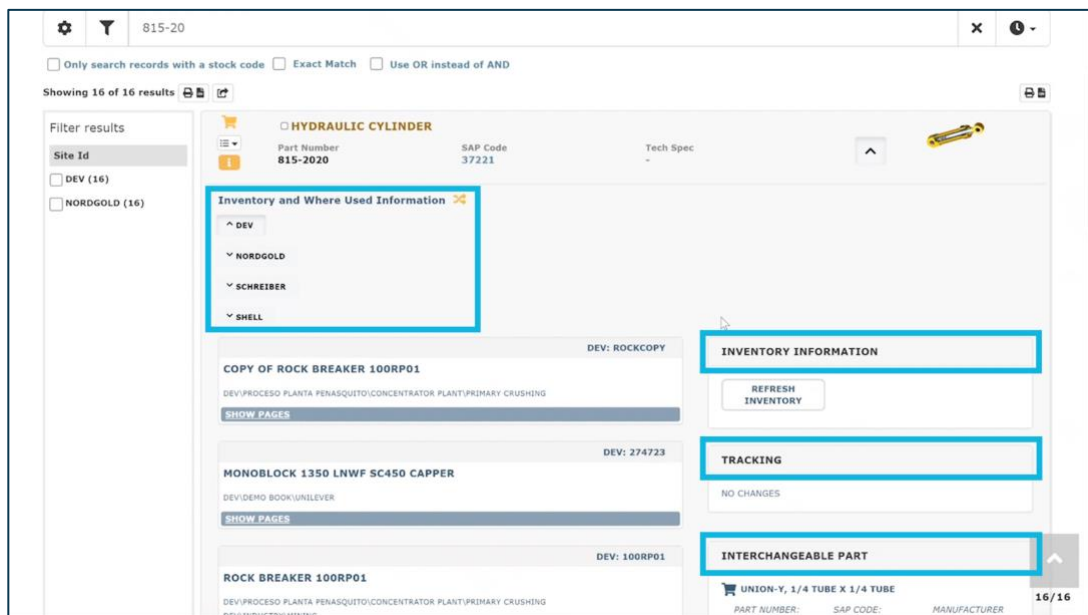 815-20
Only search records with a stock code Exact Match Use OR instead of AND
Showing 16 of 16 results
Filter results
Site Id
DEV (16)
NORDGOLD (16)
HYDRAULIC CYLINDER
Part Number SAP Code Tech Spec
815-2020 37221 -
Inventory and Where Used Information
DEV
NORDGOLD
SCHREIBER
SHELL
DEV: ROCKCOPY
COPY OF ROCK BREAKER 100RP01
DEV\PROCESO PLANTA PENASQUITO\CONCENTRATOR PLANT\PRIMARY CRUSHING
SHOW PAGES
DEV: 274723
MONOBLOCK 1350 LNWF SC450 CAPPER
DEV\DEMO BOOK\UNILEVER
SHOW PAGES
DEV: 100RP01
ROCK BREAKER 100RP01
DEV\PROCESO PLANTA PENASQUITO\CONCENTRATOR PLANT\PRIMARY CRUSHING
INVENTORY INFORMATION
REFRESH
INVENTORY
TRACKING
NO CHANGES
INTERCHANGEABLE PART
UNION-Y, 1/4 TUBE X 1/4 TUBE
PART NUMBER: SAP CODE: MANUFACTURER
16/16